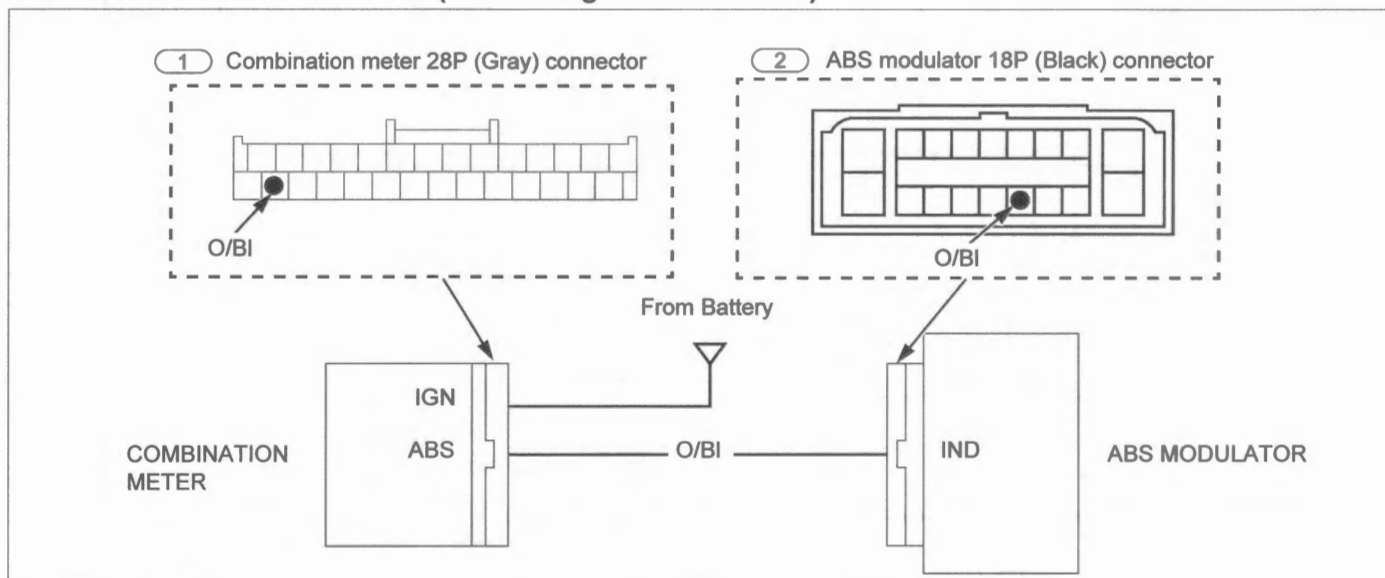 1 Combination meter 28P (Gray) connector
2 ABS modulator 18P (Black) connector
O/Bl
O/Bl
From Battery
IGN
ABS
O/Bl
IND
COMBINATION
METER
ABS MODULATOR